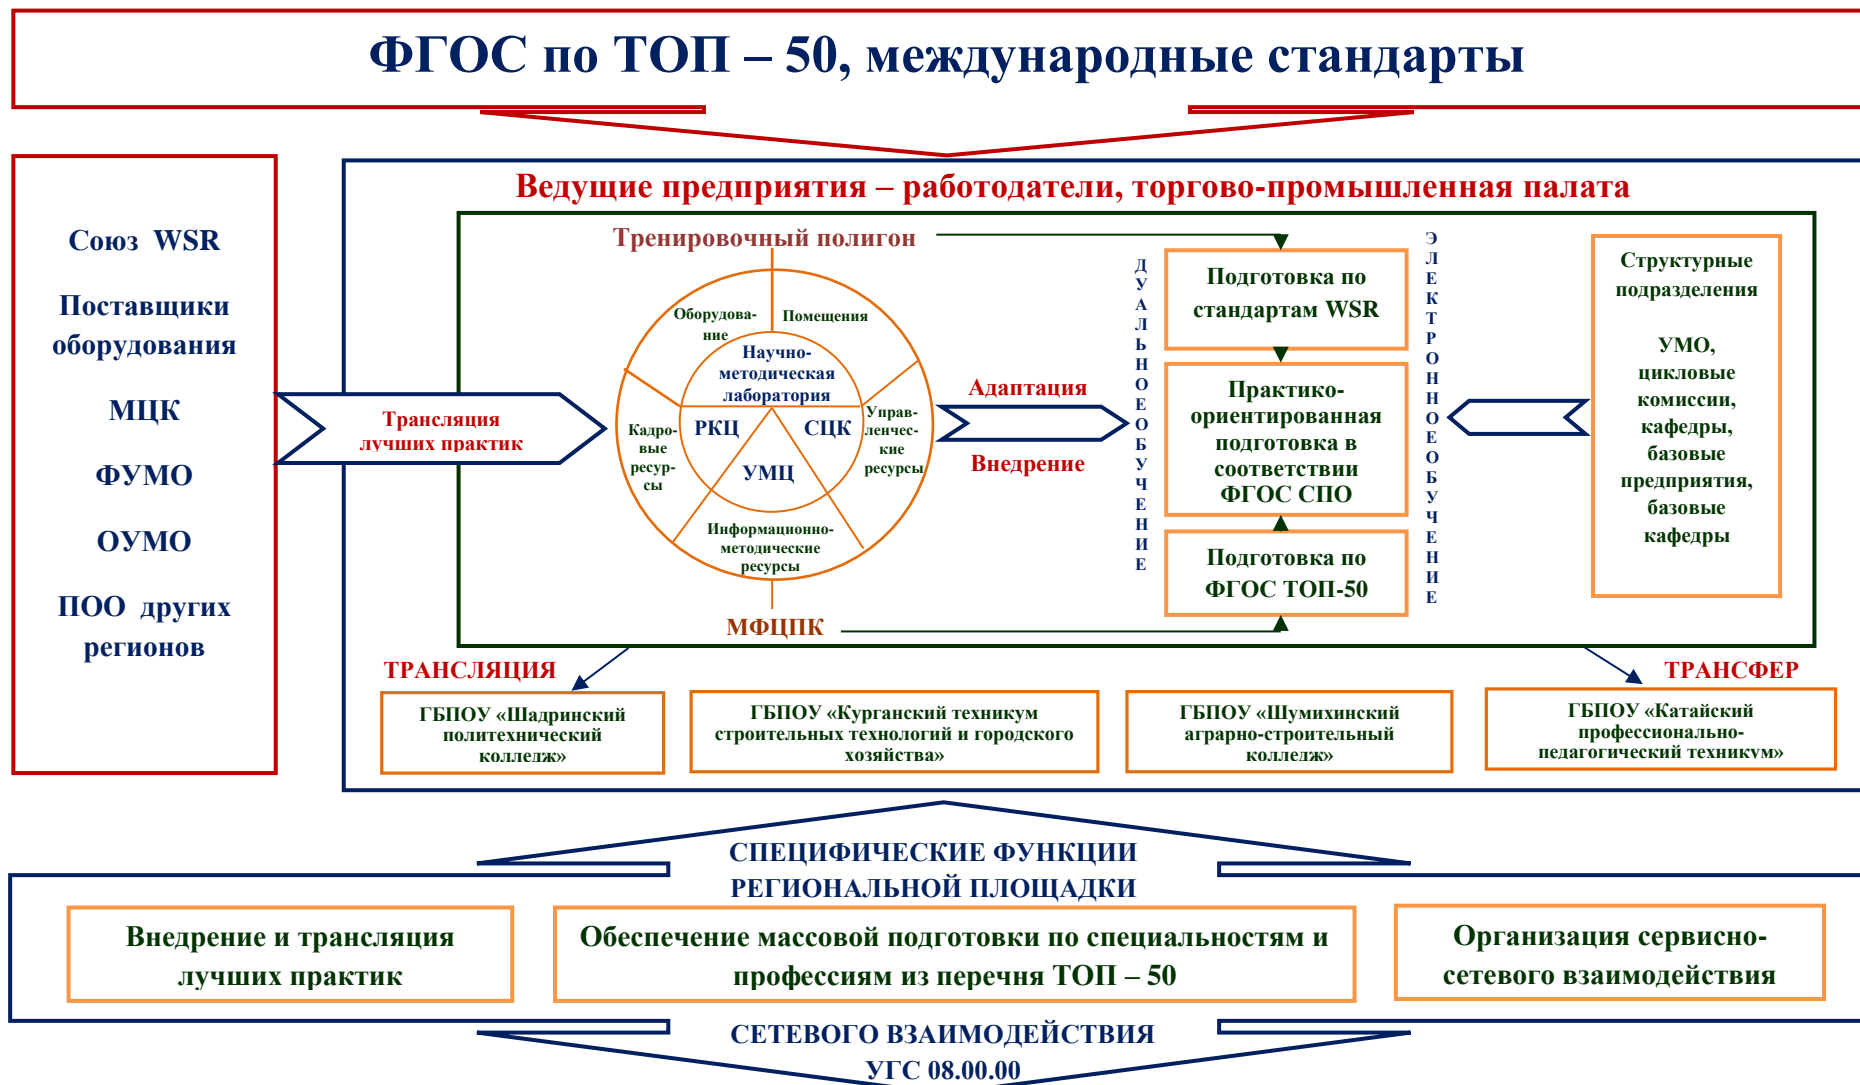 ФГОС по ТОП – 50, международные стандарты
Союз WSR
Поставщики
оборудования
МЦК
ФУМО
ОУМО
ПОО других
регионов
Ведущие предприятия – работодатели, торгово-промышленная палата
Трансляция
лучших практик
Тренировочный полигон
Оборудова-
ние
Помещения
Научно-
методическая
лаборатория
РКЦ
СЦК
УМЦ
Кадро-
вые
ресур-
сы
Управ-
ленчес-
кие
ресурсы
Информационно-
методические
ресурсы
МФЦПК
Адаптация
Внедрение
ДУАЛЬНОЕ ОБУЧЕНИЕ
Подготовка по
стандартам WSR
Практико-
ориентированная
подготовка в
соответствии
ФГОС СПО
Подготовка по
ФГОС ТОП-50
ЭЛЕКТРОННОЕ ОБУЧЕНИЕ
Структурные
подразделения
УМО,
цикловые
комиссии,
кафедры,
базовые
предприятия,
базовые
кафедры
ТРАНСЛЯЦИЯ
ТРАНСФЕР
ГБПОУ «Шадринский
политехнический
колледж»
ГБПОУ «Курганский техникум
строительных технологий и городского
хозяйства»
ГБПОУ «Шумихинский
аграрно-строительный
колледж»
ГБПОУ «Катайский
профессионально-
педагогический техникум»
СПЕЦИФИЧЕСКИЕ ФУНКЦИИ
РЕГИОНАЛЬНОЙ ПЛОЩАДКИ
Внедрение и трансляция
лучших практик
Обеспечение массовой подготовки по специальностям и
профессиям из перечня ТОП – 50
Организация сервисно-
сетевого взаимодействия
СЕТЕВОГО ВЗАИМОДЕЙСТВИЯ
УГС 08.00.00